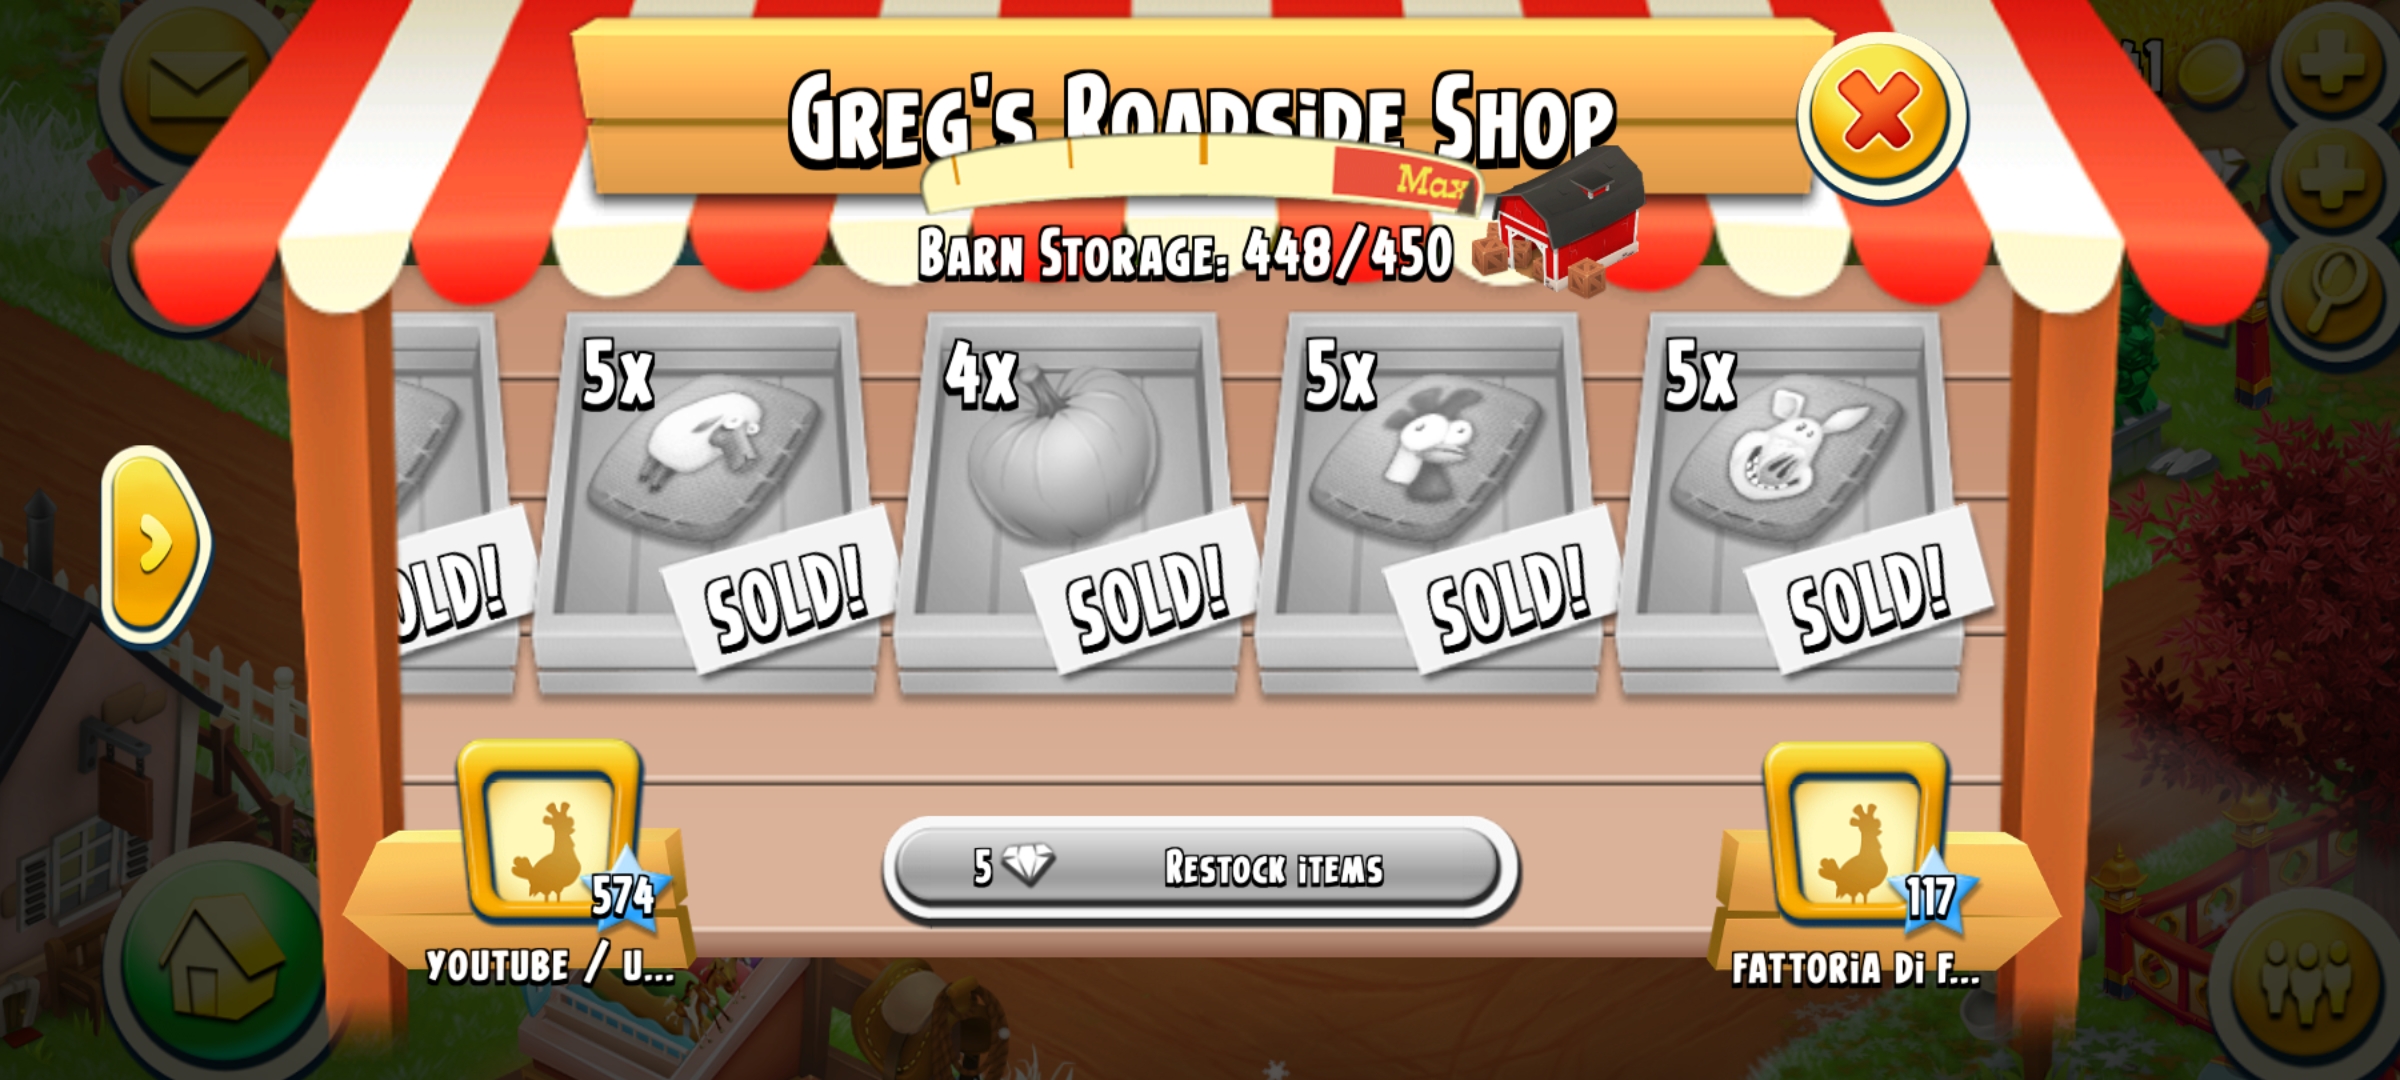 GREG'S ROADSIDE SHOP
Max
BARN STORAGE: 448/450
5x
4x
5x
5x
OLD!
SOLD!
SOLD!
SOLD!
SOLD!
5
RESTOCK ITEMS
574
117
YOUTUBE / U...
FATTORIA DI F...